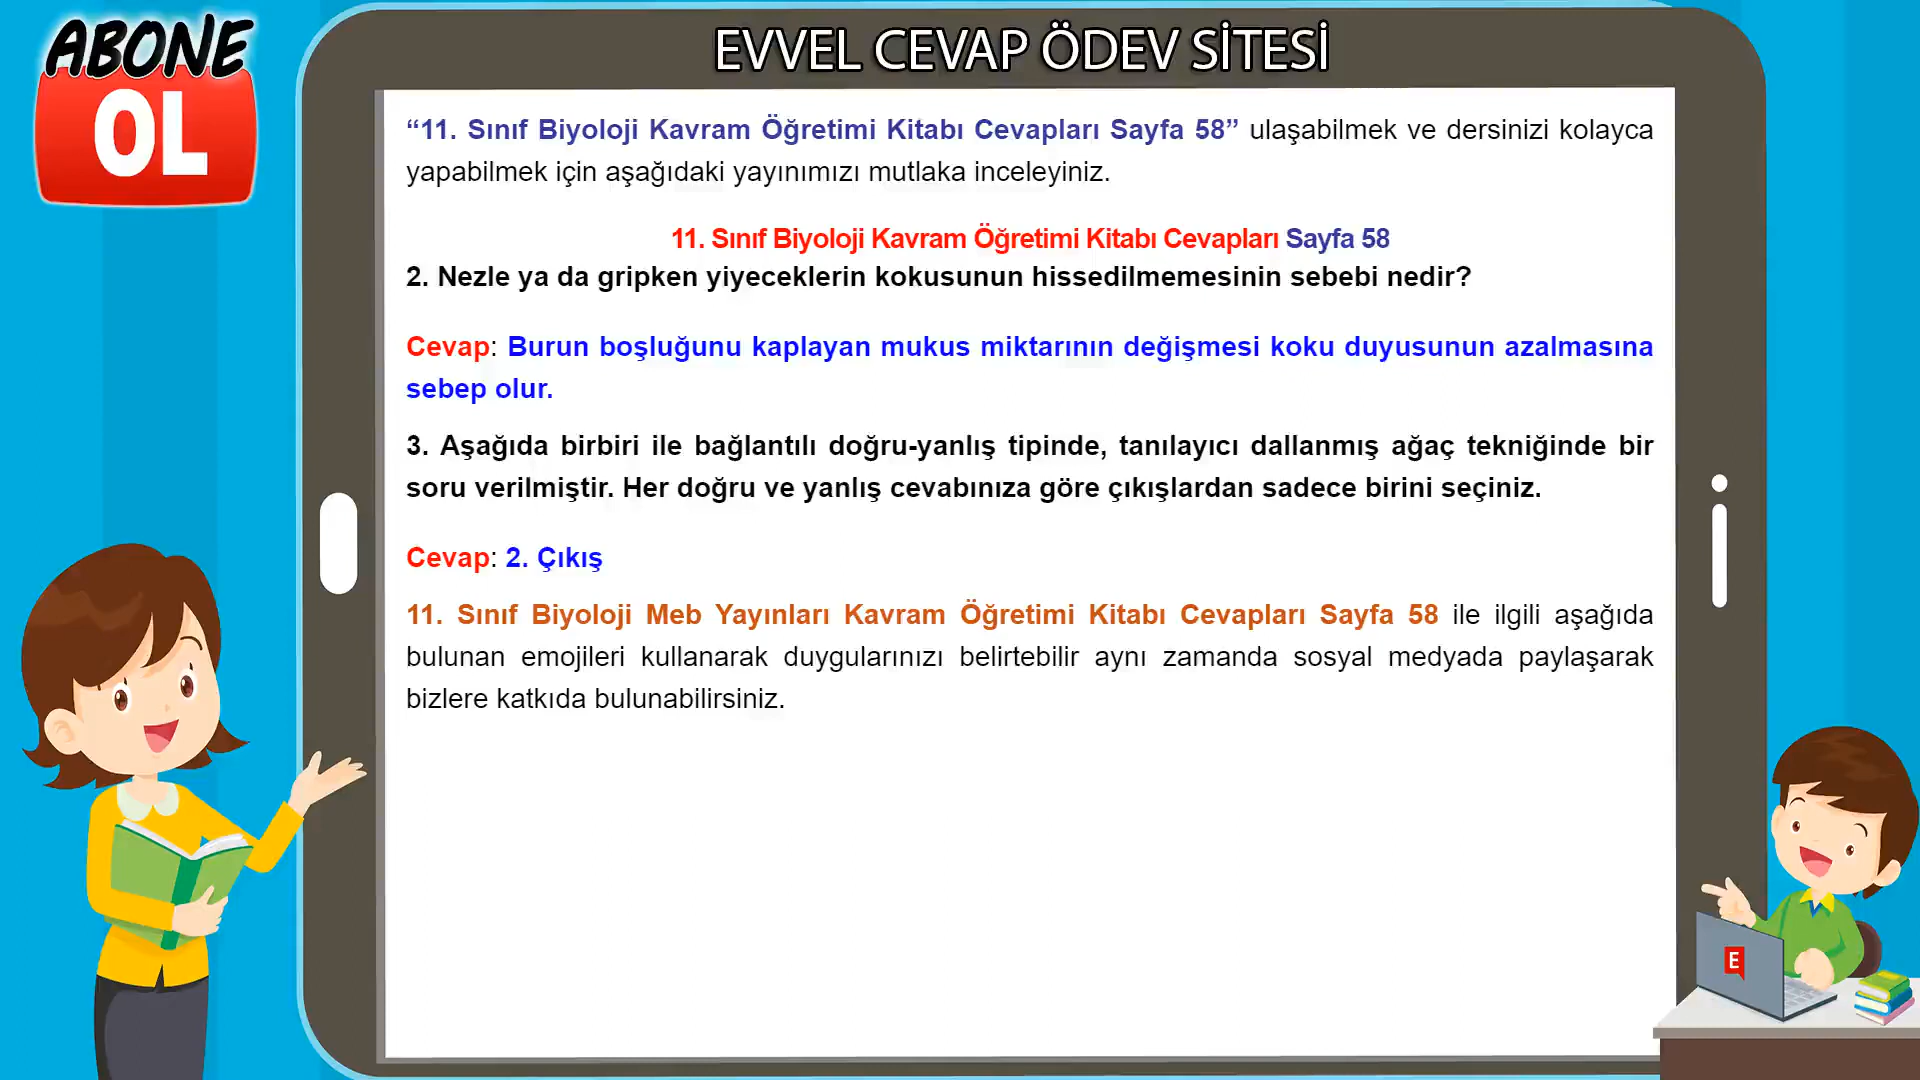 ABONE
OL
EVVEL CEVAP ÖDEV SİTESİ
“11. Sınıf Biyoloji Kavram Öğretimi Kitabı Cevapları Sayfa 58” ulaşabilmek ve dersinizi kolayca
yapabilmek için aşağıdaki yayınımızı mutlaka inceleyiniz.
11. Sınıf Biyoloji Kavram Öğretimi Kitabı Cevapları Sayfa 58
2. Nezle ya da gripken yiyeceklerin kokusunun hissedilmemesinin sebebi nedir?
Cevap: Burun boşluğunu kaplayan mukus miktarının değişmesi koku duyusunun azalmasına
sebep olur.
3. Aşağıda birbiri ile bağlantılı doğru-yanlış tipinde, tanılayıcı dallanmış ağaç tekniğinde bir
soru verilmiştir. Her doğru ve yanlış cevabınıza göre çıkışlardan sadece birini seçiniz.
Cevap: 2. Çıkış
11. Sınıf Biyoloji Meb Yayınları Kavram Öğretimi Kitabı Cevapları Sayfa 58 ile ilgili aşağıda
bulunan emojileri kullanarak duygularınızı belirtebilir aynı zamanda sosyal medyada paylaşarak
bizlere katkıda bulunabilirsiniz.
E